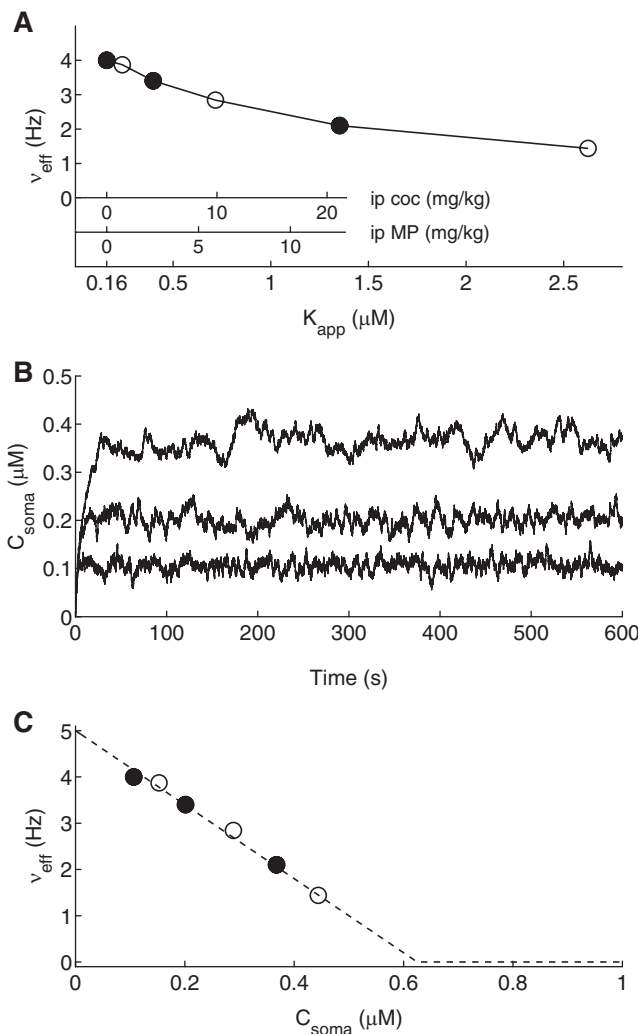 A
4
3
2
1
0
ν_eff (Hz)
0 10 20
ip coc (mg/kg)
0 5 10
ip MP (mg/kg)
0.16 0.5 1 1.5 2 2.5
K_app (μM)
B
0.5
0.4
0.3
0.2
0.1
0
C_soma (μM)
0 100 200 300 400 500 600
Time (s)
C
5
4
3
2
1
0
ν_eff (Hz)
0 0.2 0.4 0.6 0.8 1
C_soma (μM)